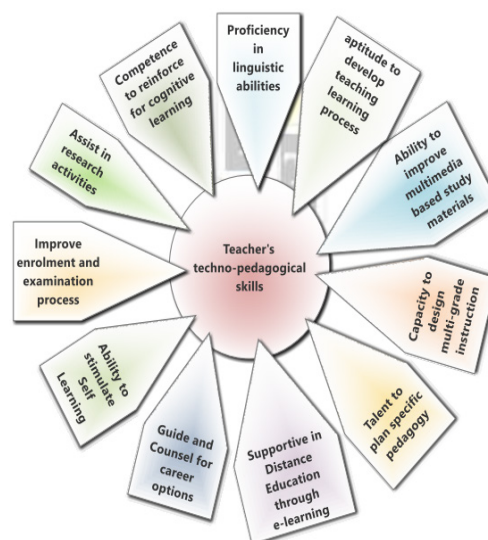 Proficiency
in
linguistic
abilities
aptitude to
develop
teaching
learning
process
Ability to
improve
multimedia
based study
materials
Capacity to
design
multi-grade
instruction
Talent to
plan specific
pedagogy
Supportive in
Distance
Education
through
e-learning
Guide and
Counsel for
career
options
Ability to
stimulate
Self
Learning
Improve
enrolment and
examination
process
Assist in
research
activities
Competence
to reinforce
for cognitive
learning
Teacher's
techno-pedagogical
skills